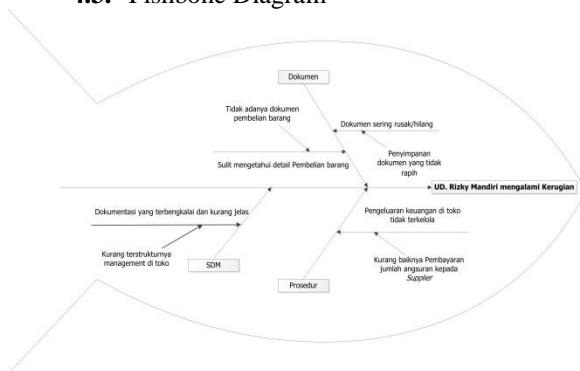 4.3. Fishbone Diagram
Dokumen
Tidak adanya dokumen
pembelian barang
Dokumen sering rusak/hilang
Sulit mengetahui detail Pembelian barang
Penyimpanan
dokumen yang tidak
rapih
UD. Rizky Mandiri mengalami Kerugian
Dokumentasi yang terbengkalai dan kurang jelas
Pengeluaran keuangan di toko
tidak terkelola
Kurang terstrukturnya
management di toko
SDM
Kurang baiknya Pembayaran
jumlah angsuran kepada
Supplier
Prosedur